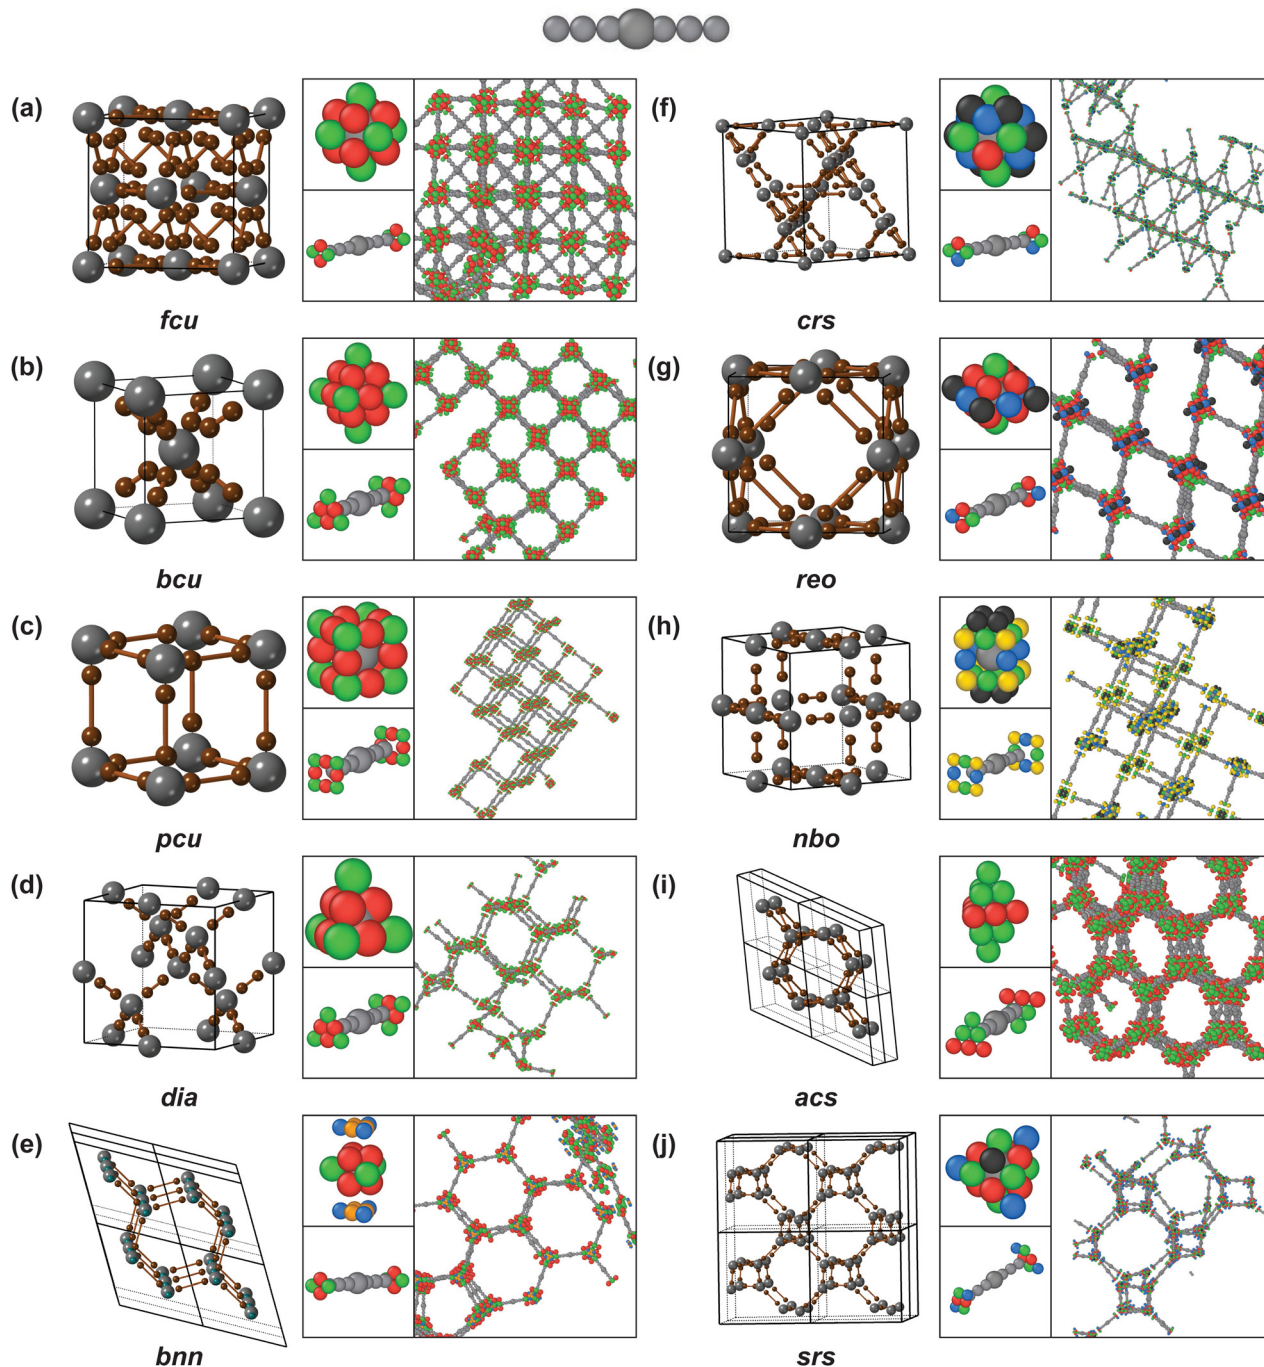 (a)
fcu
(b)
bcu
(c)
pcu
(d)
dia
(e)
bnn
(f)
crs
(g)
reo
(h)
nbo
(i)
acs
(j)
srs